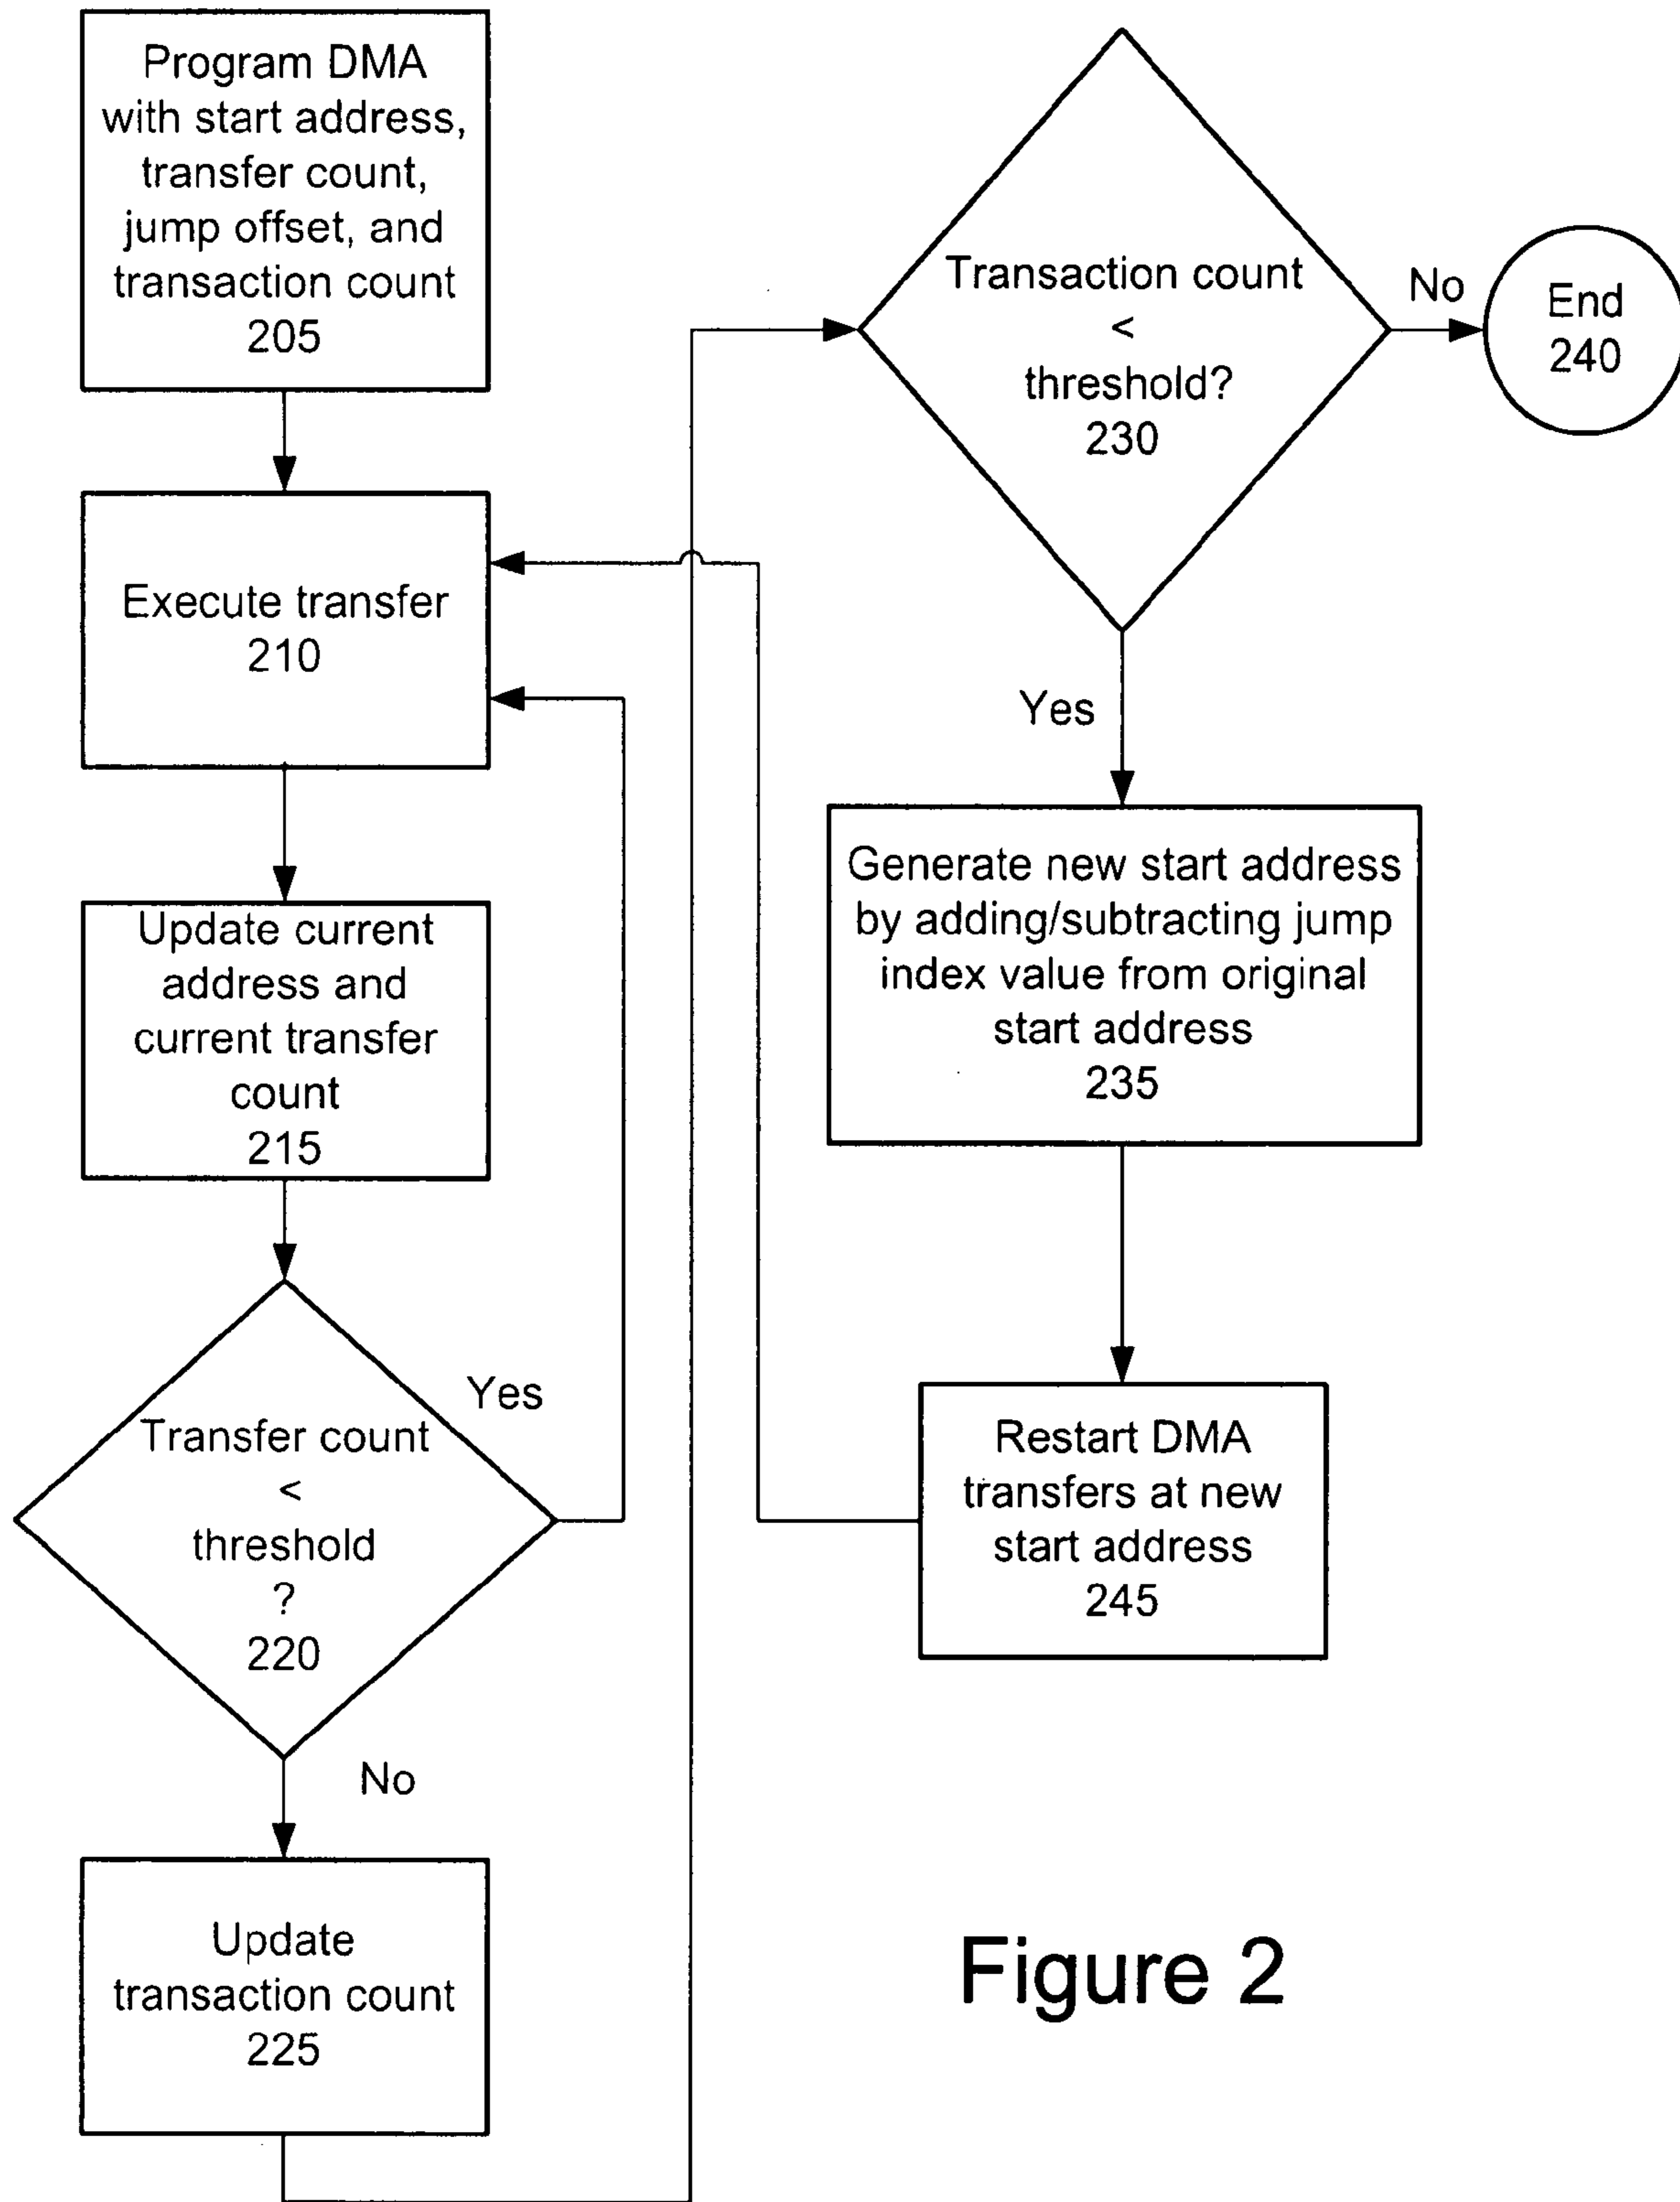 Program DMA
with start address,
transfer count,
jump offset, and
transaction count
205
Execute transfer
210
Update current
address and
current transfer
count
215
Transfer count
<
threshold
?
220
Yes
No
Update
transaction count
225
Transaction count
<
threshold?
230
No
End
240
Yes
Generate new start address
by adding/subtracting jump
index value from original
start address
235
Restart DMA
transfers at new
start address
245
Figure 2